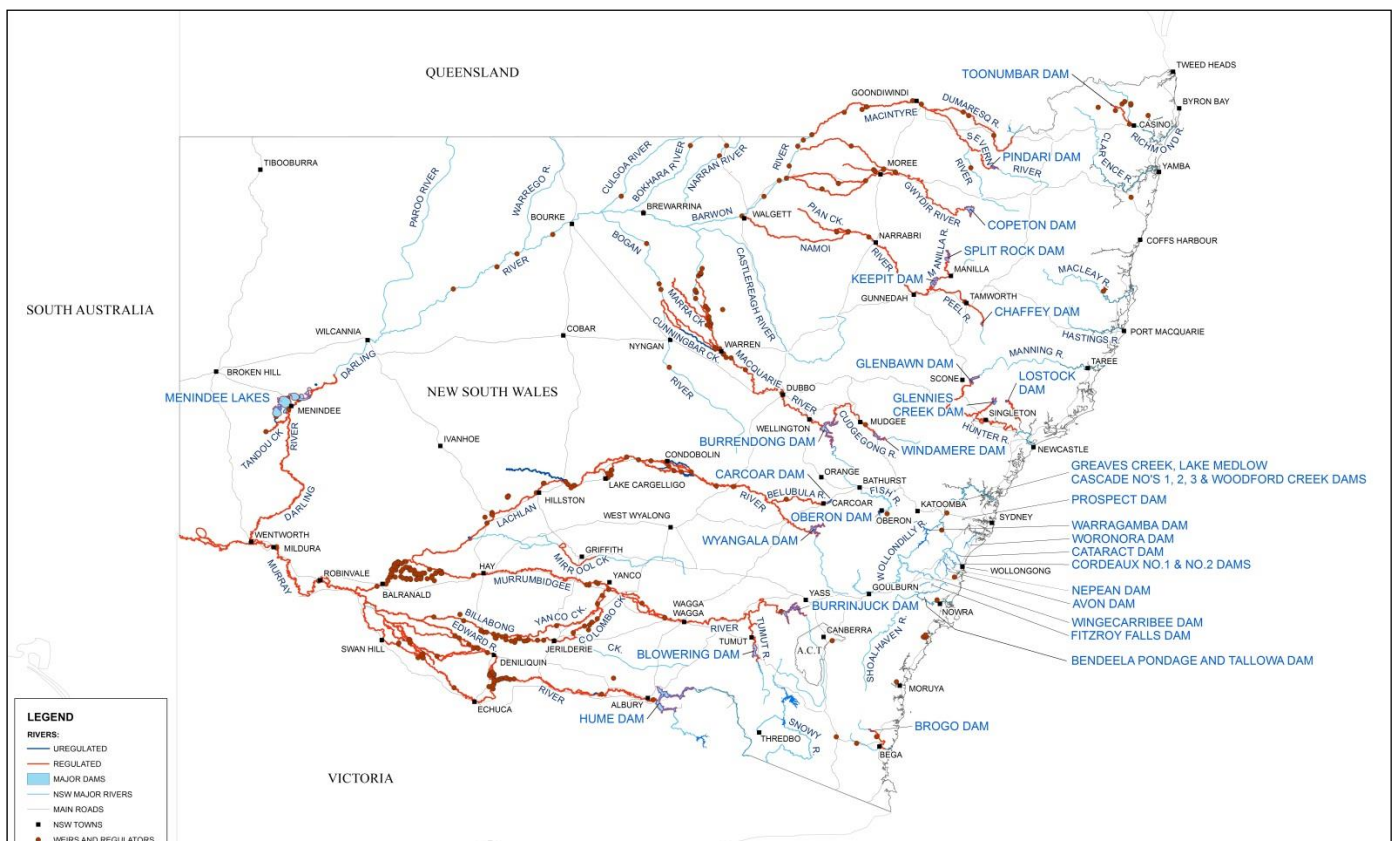 QUEENSLAND
TOONUMBAR DAM
TWEED HEADS
GOONDIWINDI
DUMARESQ R.
BYRON BAY
MACINTYRE
CASINO
RICHMOND R.
SEVERN
RIVER
PINDARI DAM
CLARENCE R.
TIBOOBURRA
CULGOA RIVER
BOKHARA RIVER
NARRAN RIVER
RIVER
MOREE
RIVER
YAMBA
PAROO RIVER
WARREGO R.
GWYDIR RIVER
BREWARRINA
BARWON
WALGETT
PIAN CK.
COPETON DAM
BOURKE
NARRABRI
COFFS HARBOUR
BOGAN
NAMOI
RIVER
MANILLA R.
SPLIT ROCK DAM
RIVER
CASTLEREAGH RIVER
KEEPIT DAM
MANILLA
MACLEAY R.
GUNNEDAH
TAMWORTH
PEEL R.
CHAFFEY DAM
SOUTH AUSTRALIA
MARRA CK
WILCANNIA
COBAR
CUNNINGBAR CK
NYNGAN
WARREN
HASTINGS R.
PORT MACQUARIE
DARLING
MACQUARIE
MANNING R.
GLENBAWN DAM
TAREE
BROKEN HILL
RIVER
SCONE
LOSTOCK
DAM
MENINDEE LAKES
NEW SOUTH WALES
DUBBO
RIVER
GLENNIES
CREEK DAM
MENINDEE
MUDGEE
SINGLETON
TANDOU CK
RIVER
WELLINGTON
CUDGEGONG R.
HUNTER R.
IVANHOE
BURRENDONG DAM
WINDAMERE DAM
NEWCASTLE
CONDOBOLIN
GREAVES CREEK, LAKE MEDLOW
CASCADE NO'S 1, 2, 3 & WOODFORD CREEK DAMS
LAKE CARGELLIGO
CARCOAR DAM
ORANGE
BATHURST
DARLING
HILLSTON
RIVER
BELUBULA R.
FISH R.
CARCOAR
KATOOMBA
PROSPECT DAM
LACHLAN
WEST WYALONG
OBERON DAM
OBERON
SYDNEY
WARRAGAMBA DAM
WENTWORTH
WYANGALA DAM
WORONORA DAM
MILDURA
GRIFFITH
WOLLONDILLY R.
CATARACT DAM
MIRROOL CK
WOLLONGONG
CORDEAUX NO.1 & NO.2 DAMS
MURRAY
ROBINVALE
HAY
YANCO
GOULBURN
NEPEAN DAM
BALRANALD
MURRUMBIDGEE
YASS
AVON DAM
BURRINJUCK DAM
NOWRA
BILLABONG
YANCO CK.
COLOMBO CK.
WAGGA
WAGGA
RIVER
WINGECARRIBEE DAM
EDWARD R.
TUMUT R.
CANBERRA
FITZROY FALLS DAM
SWAN HILL
JERILDERIE
CK.
TUMUT
A.C.T
SHOALHAVEN R.
DENILIQUIN
BLOWERING DAM
BENDEELA PONDAGE AND TALLOWA DAM
RIVER
ALBURY
MORUYA
ECHUCA
HUME DAM
SNOWY
R.
BROGO DAM
THREDBO
BEGA
VICTORIA
LEGEND
RIVERS:
UREGULATED
REGULATED
MAJOR DAMS
NSW MAJOR RIVERS
MAIN ROADS
NSW TOWNS
WEIRS AND REGULATORS